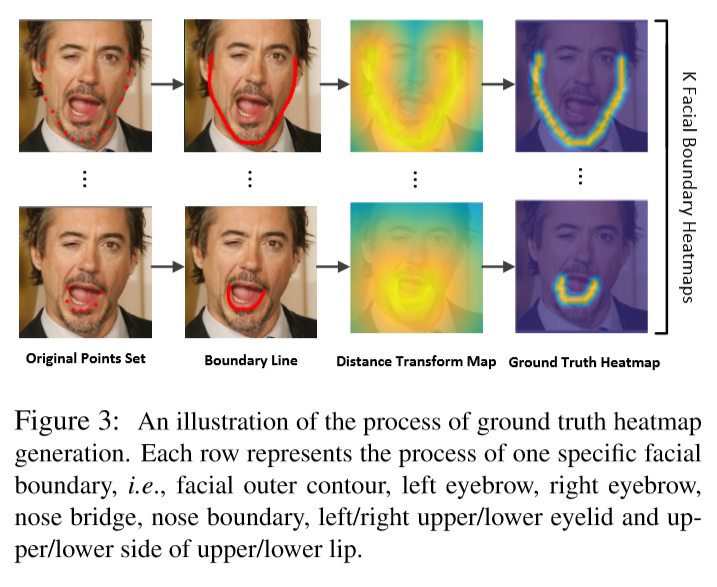 K Facial Boundary Heatmaps
Original Points Set
Boundary Line
Distance Transform Map
Ground Truth Heatmap
Figure 3: An illustration of the process of ground truth heatmap
generation. Each row represents the process of one specific facial
boundary, i.e., facial outer contour, left eyebrow, right eyebrow,
nose bridge, nose boundary, left/right upper/lower eyelid and up-
per/lower side of upper/lower lip.